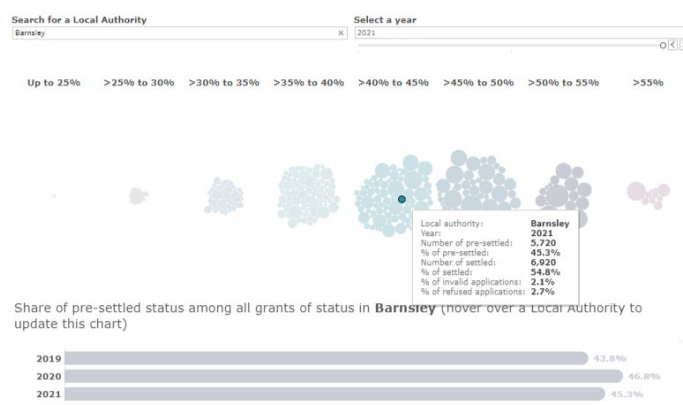 Search for a Local Authority
Select a year
Barnsley ×
2021
Up to 25% >25% to 30% >30% to 35% >35% to 40% >40% to 45% >45% to 50% >50% to 55% >55%
Local authority: Barnsley
Year: 2021
Number of pre-settled: 5,720
% of pre-settled: 45.3%
Number of settled: 6,920
% of settled: 54.8%
% of invalid applications: 2.1%
% of refused applications: 2.7%
Share of pre-settled status among all grants of status in Barnsley (hover over a Local Authority to
update this chart)
2019 43.8%
2020 46.8%
2021 45.3%